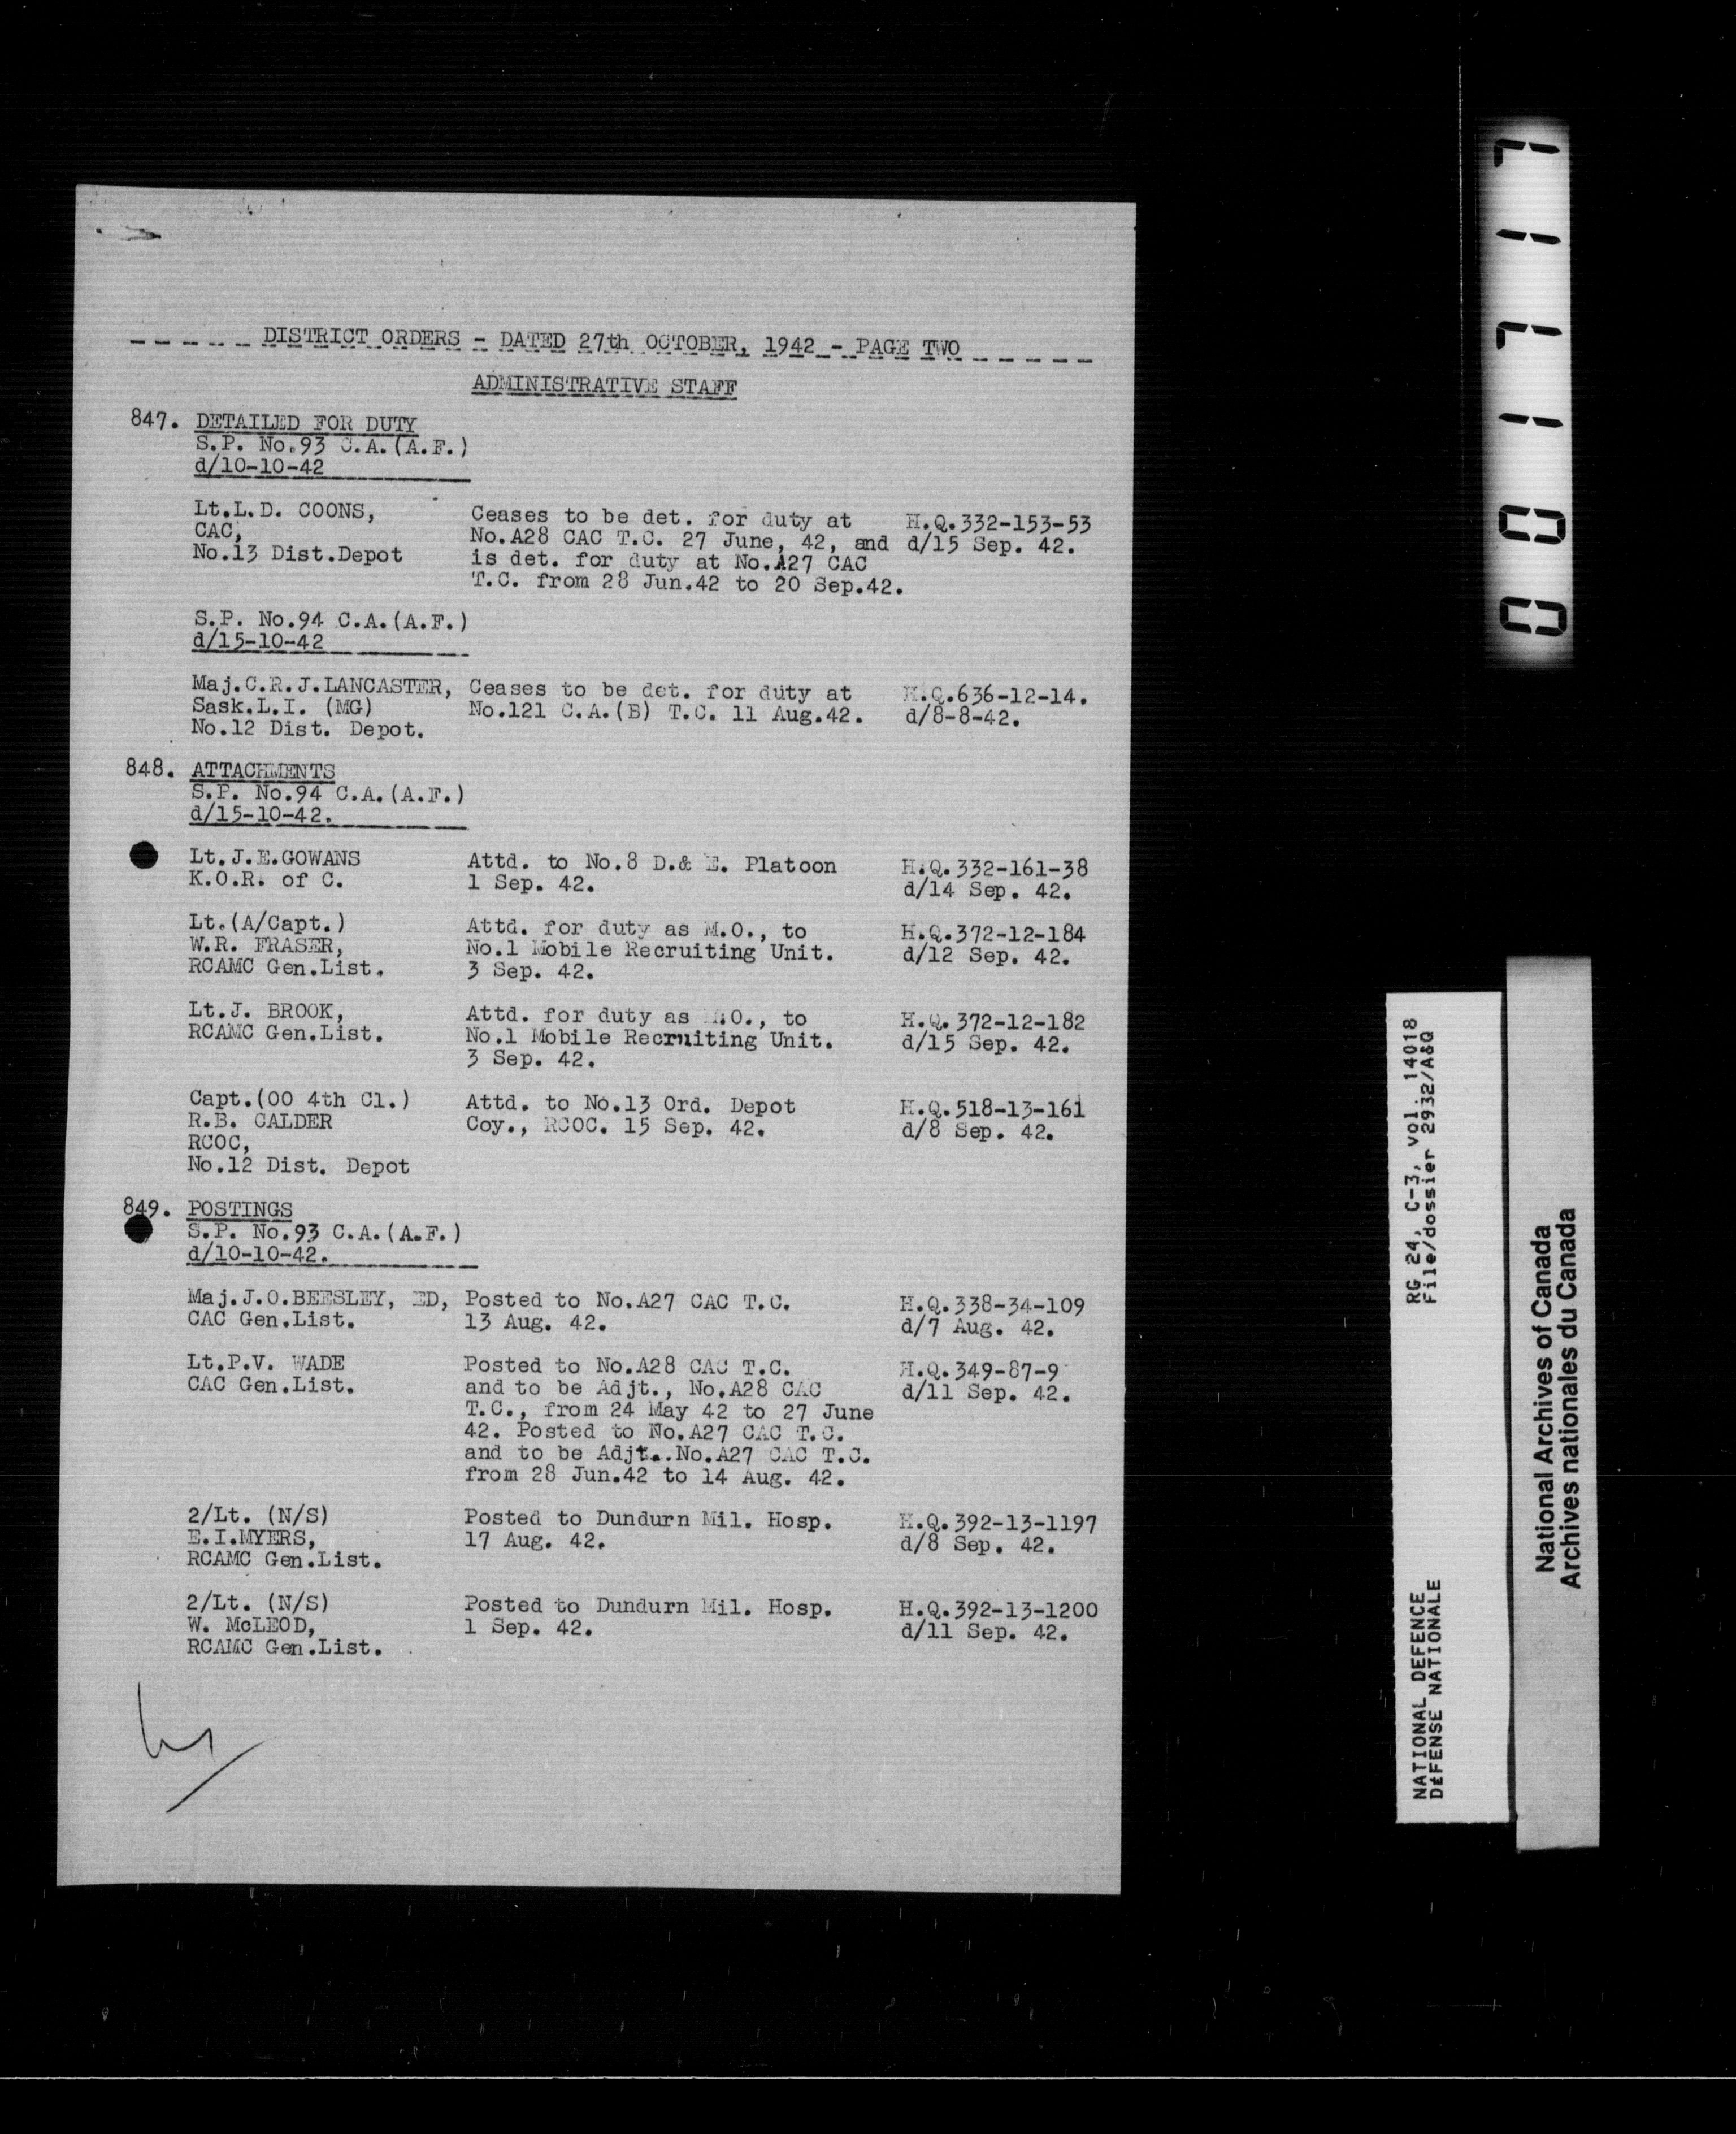 DISTRICT ORDERS - DATED 27th OCTOBER, 1942 - PAGE TWO
ADMINISTRATIVE STAFF
847. DETAILED FOR DUTY
S.P. No.93 C.A.(A.F.)
d/10-10-42
Lt.L.D. COONS, Ceases to be det. for duty at H.Q.332-153-53
CAC, No.A28 CAC T.C. 27 June, 42, and d/15 Sep. 42.
No.13 Dist.Depot is det. for duty at No.A27 CAC
T.C. from 28 Jun.42 to 20 Sep.42.
S.P. No.94 C.A.(A.F.)
d/15-10-42
Maj.C.R.J.LANCASTER, Ceases to be det. for duty at H.Q.636-12-14.
Sask.L.I. (MG) No.121 C.A.(B) T.C. 11 Aug.42. d/8-8-42.
No.12 Dist. Depot.
848. ATTACHMENTS
S.P. No.94 C.A.(A.F.)
d/15-10-42.
Lt.J.E.GOWANS Attd. to No.8 D.& E. Platoon H.Q.332-161-38
K.O.R. of C. 1 Sep. 42. d/14 Sep. 42.
Lt.(A/Capt.) Attd. for duty as M.O., to H.Q.372-12-184
W.R. FRASER, No.1 Mobile Recruiting Unit. d/12 Sep. 42.
RCAMC Gen.List. 3 Sep. 42.
Lt.J. BROOK, Attd. for duty as M.O., to H.Q.372-12-182
RCAMC Gen.List. No.1 Mobile Recruiting Unit. d/15 Sep. 42.
3 Sep. 42.
Capt.(OO 4th Cl.) Attd. to No.13 Ord. Depot H.Q.518-13-161
R.B. CALDER Coy., RCOC. 15 Sep. 42. d/8 Sep. 42.
RCOC,
No.12 Dist. Depot
849. POSTINGS
S.P. No.93 C.A.(A.F.)
d/10-10-42.
Maj.J.O.BEESLEY, ED, Posted to No.A27 CAC T.C. H.Q.338-34-109
CAC Gen.List. 13 Aug. 42. d/7 Aug. 42.
Lt.P.V. WADE Posted to No.A28 CAC T.C. H.Q.349-87-9
CAC Gen.List. and to be Adjt., No.A28 CAC d/11 Sep. 42.
T.C., from 24 May 42 to 27 June
42. Posted to No.A27 CAC T.C.
and to be Adjt..No.A27 CAC T.C.
from 28 Jun.42 to 14 Aug. 42.
2/Lt. (N/S) Posted to Dundurn Mil. Hosp. H.Q.392-13-1197
E.I.MYERS, 17 Aug. 42. d/8 Sep. 42.
RCAMC Gen.List.
2/Lt. (N/S) Posted to Dundurn Mil. Hosp. H.Q.392-13-1200
W. McLEOD, 1 Sep. 42. d/11 Sep. 42.
RCAMC Gen.List.
001717
NATIONAL DEFENCE RG 24, C-3, vol. 14018
DÉFENSE NATIONALE File/dossier 2932/A&Q
National Archives of Canada
Archives nationales du Canada